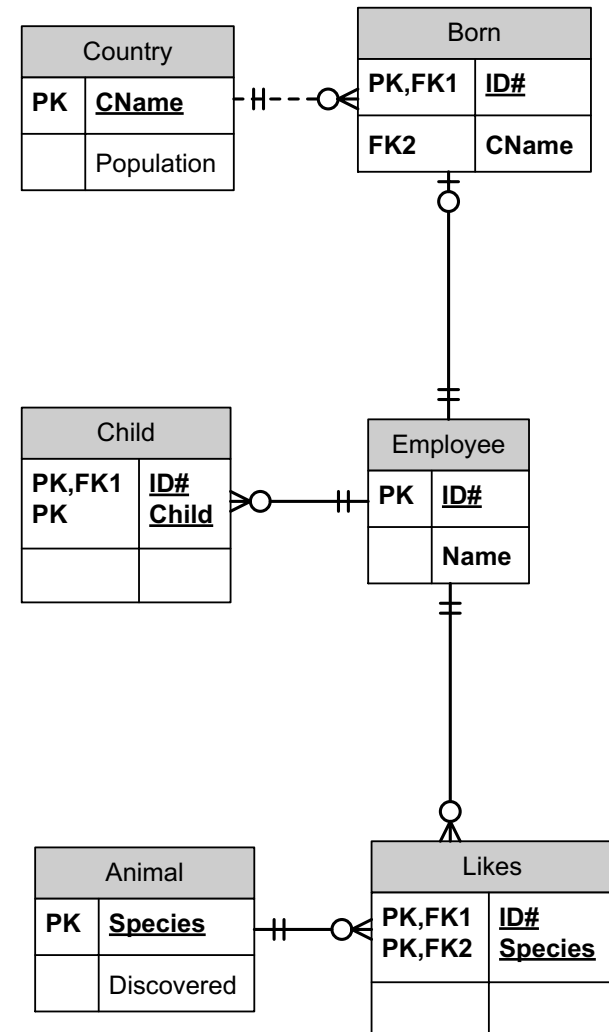 Country
PK CName
Population
Born
PK,FK1 ID#
FK2 CName
Child
PK,FK1 ID#
PK Child
Employee
PK ID#
Name
Animal
PK Species
Discovered
Likes
PK,FK1 ID#
PK,FK2 Species